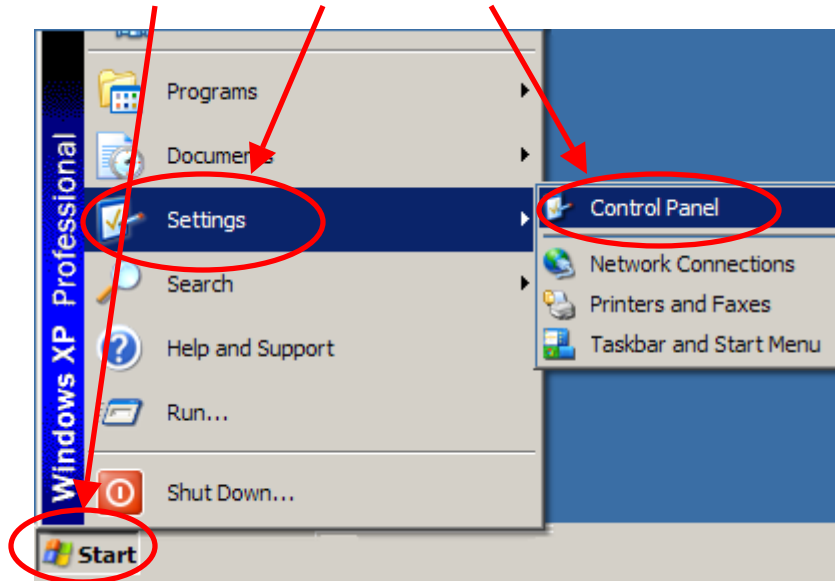 Programs
Documents
Settings
Search
Help and Support
Run...
Shut Down...
Windows XP Professional
Start
Control Panel
Network Connections
Printers and Faxes
Taskbar and Start Menu